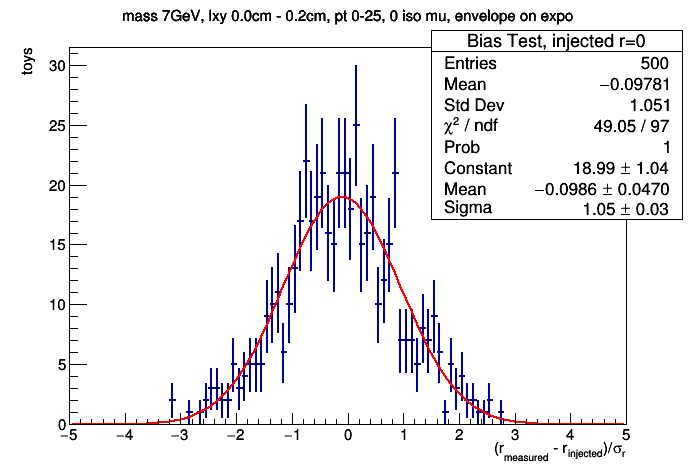 mass 7GeV, lxy 0.0cm - 0.2cm, pt 0-25, 0 iso mu, envelope on expo
Bias Test, injected r=0
Entries 500
Mean −0.09781
Std Dev 1.051
χ² / ndf 49.05 / 97
Prob 1
Constant 18.99 ± 1.04
Mean −0.0986 ± 0.0470
Sigma 1.05 ± 0.03
toys
30
25
20
15
10
5
0
−5 −4 −3 −2 −1 0 1 2 3 4 5
(r_measured - r_injected)/σ_r